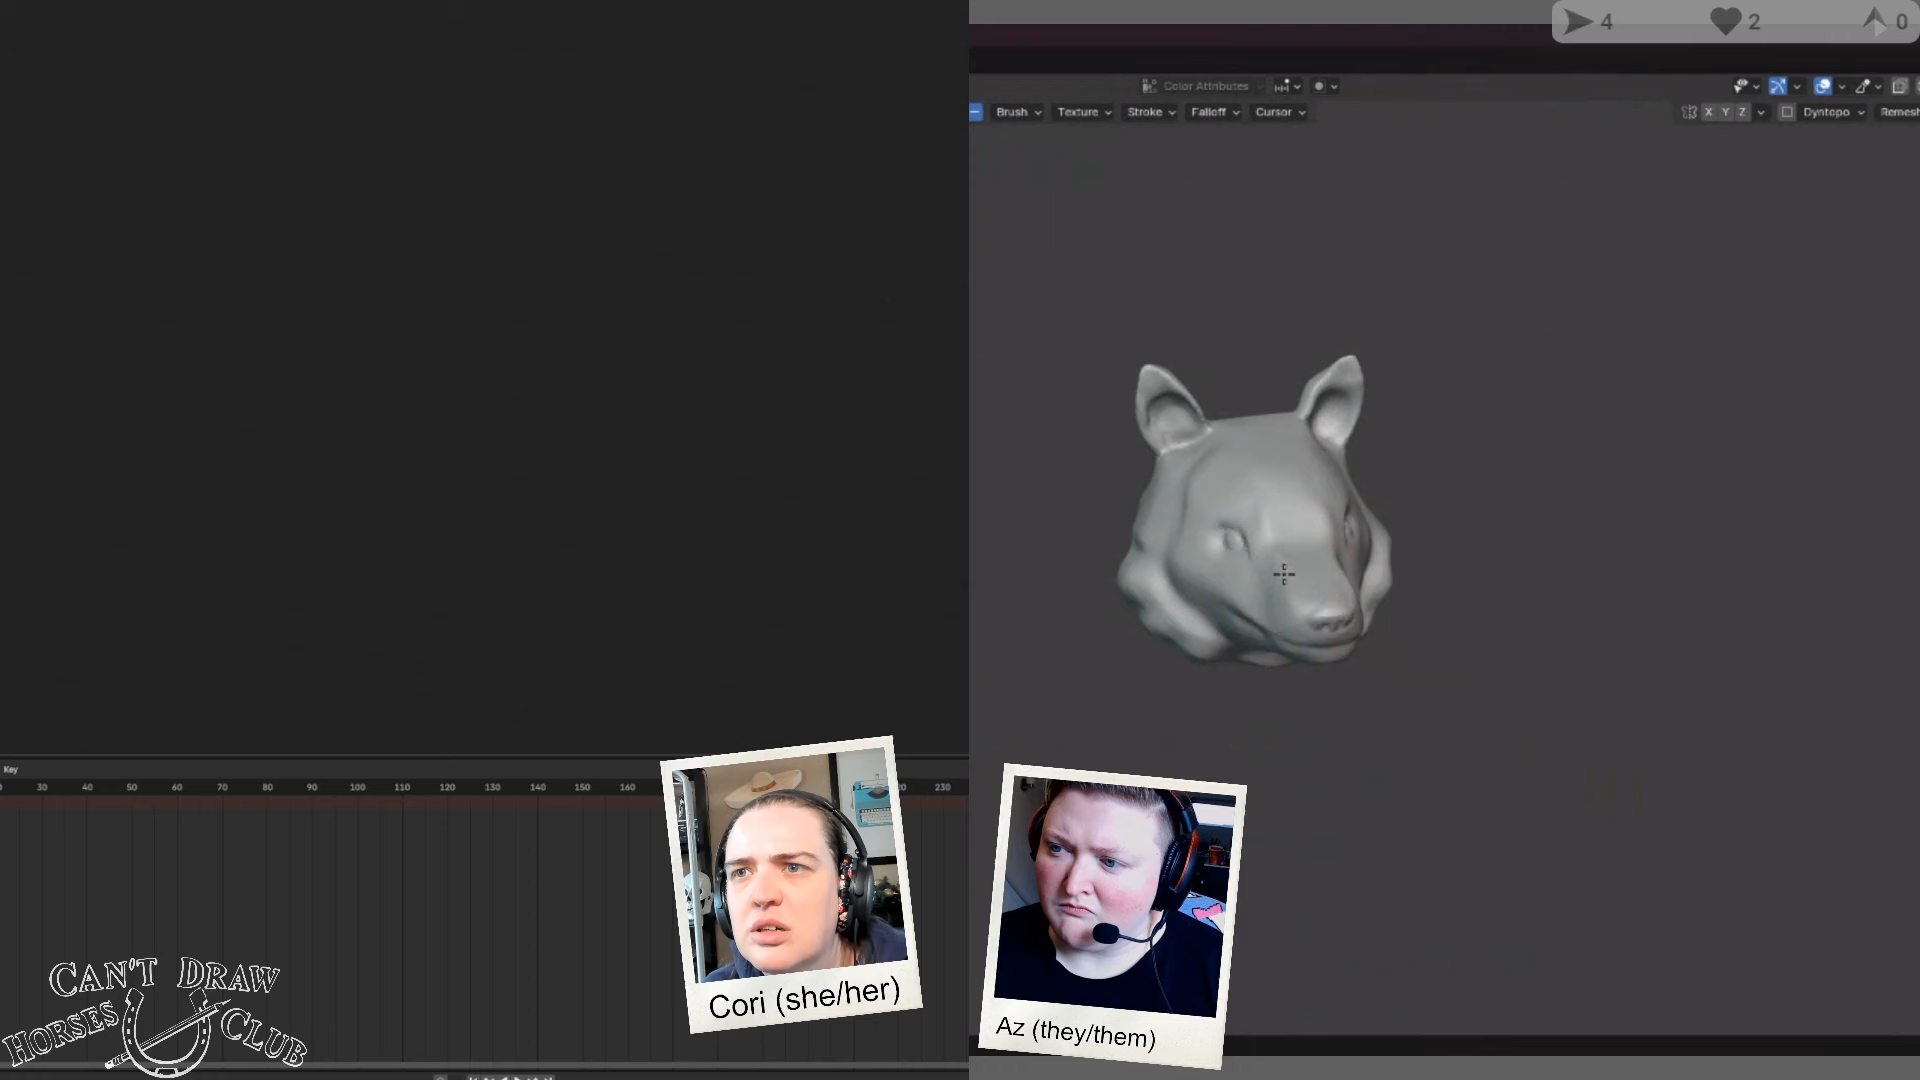 4 2 0
Color Attributes
Brush Texture Stroke Falloff Cursor X Y Z Dyntopo Remesh
Key
30 40 50 60 70 80 90 100 110 120 130 140 150 160 230
CAN'T DRAW
HORSES CLUB
Cori (she/her)
Az (they/them)